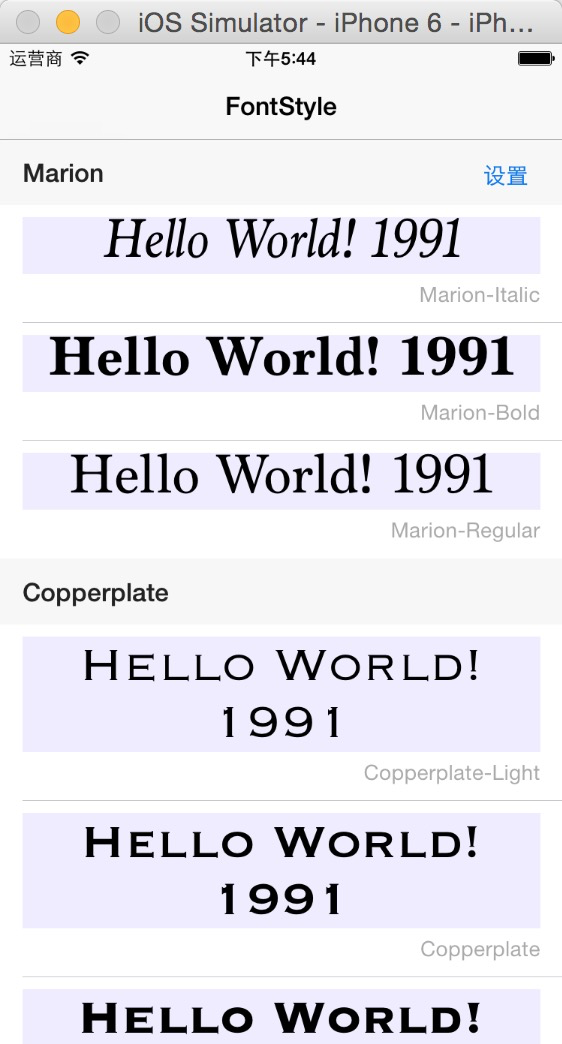 iOS Simulator - iPhone 6 - iPh...
运营商 下午5:44
FontStyle
Marion 设置
Hello World! 1991
Marion-Italic
Hello World! 1991
Marion-Bold
Hello World! 1991
Marion-Regular
Copperplate
Hello World!
1991
Copperplate-Light
Hello World!
1991
Copperplate
Hello World!